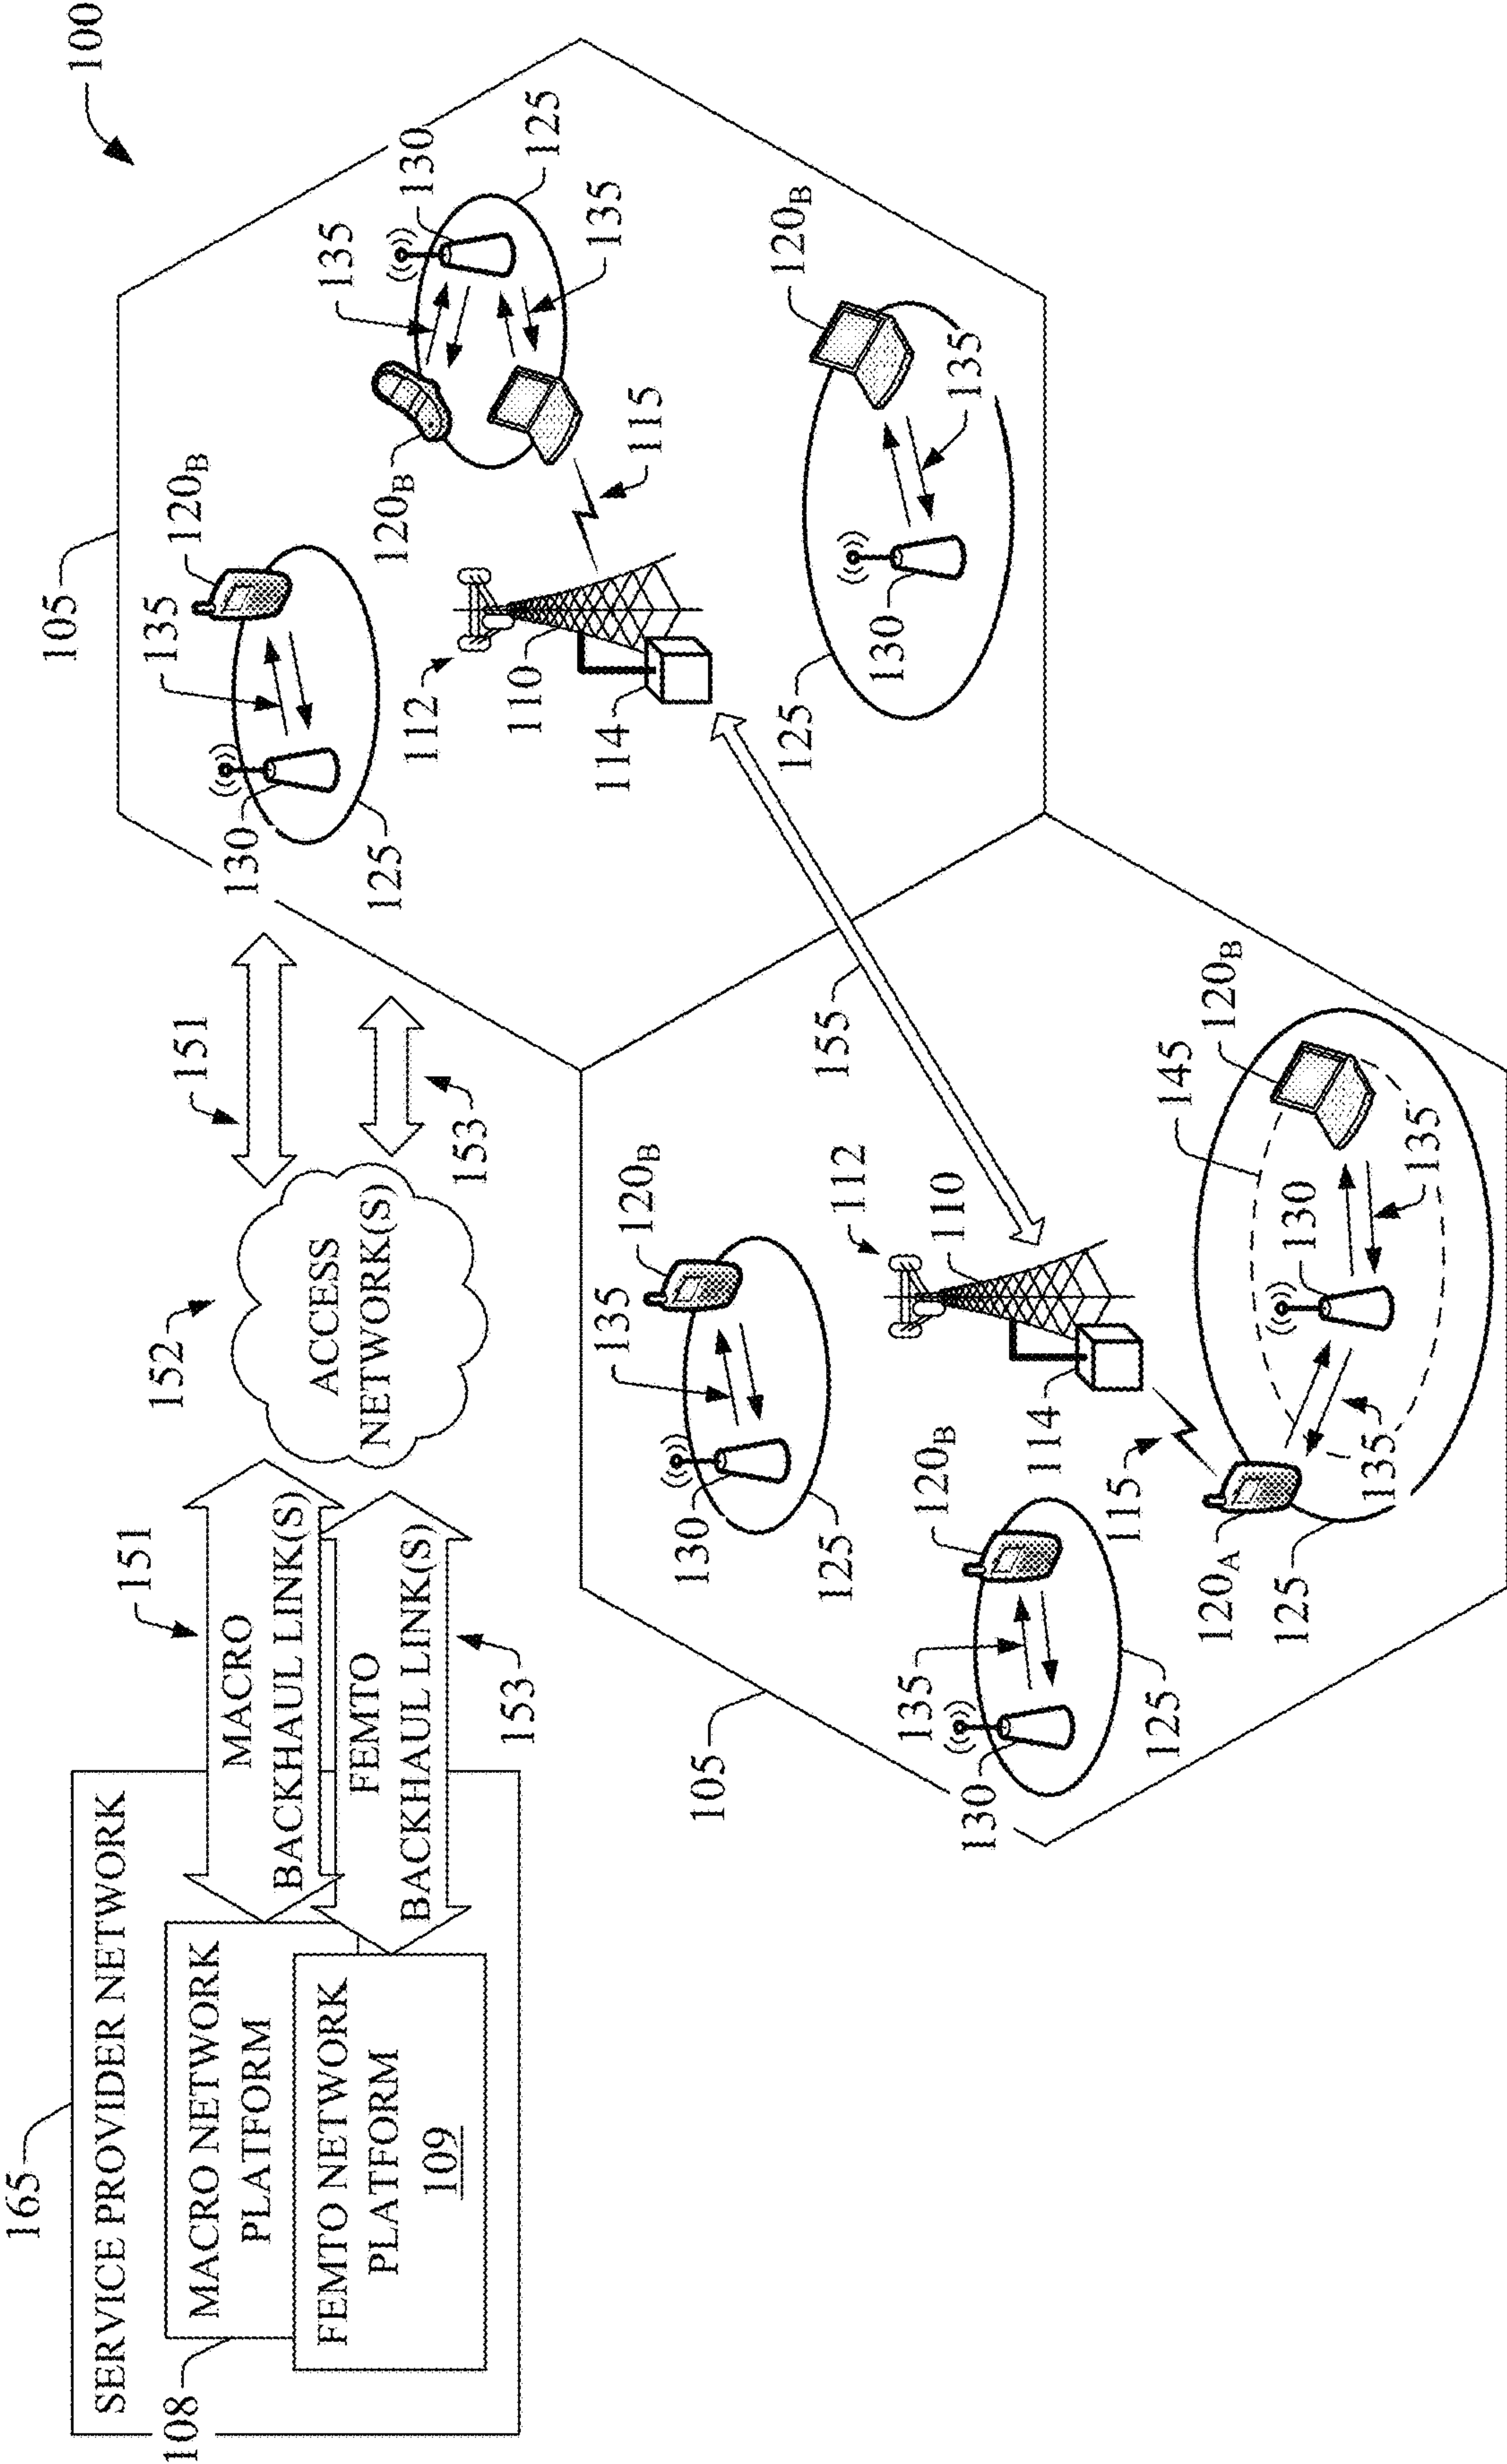 100
165
SERVICE PROVIDER NETWORK
108
MACRO NETWORK
PLATFORM
FEMTO NETWORK
PLATFORM
109
151
MACRO
BACKHAUL LINK(S)
FEMTO
BACKHAUL LINK(S)
153
152
ACCESS
NETWORK(S)
151
153
105
130
135
120B
125
112
110
114
115
120B
135
130
125
135
125
130
120B
135
155
105
130
135
120B
125
130
135
120B
125
112
110
114
115
120A
125
135
130
145
120B
135